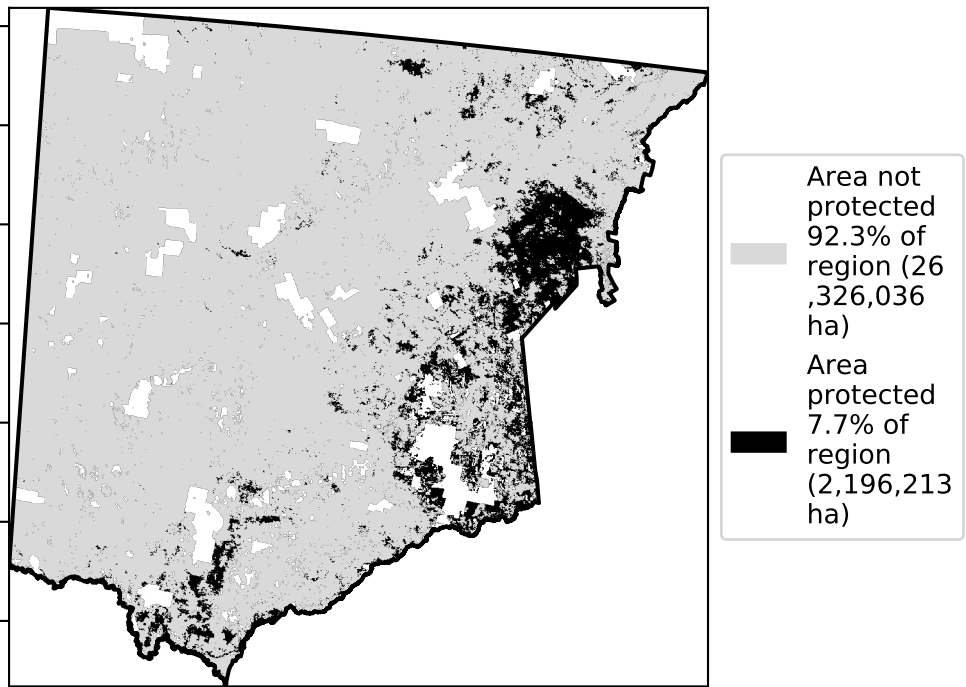 Area not
protected
92.3% of
region (26
,326,036
ha)
Area
protected
7.7% of
region
(2,196,213
ha)